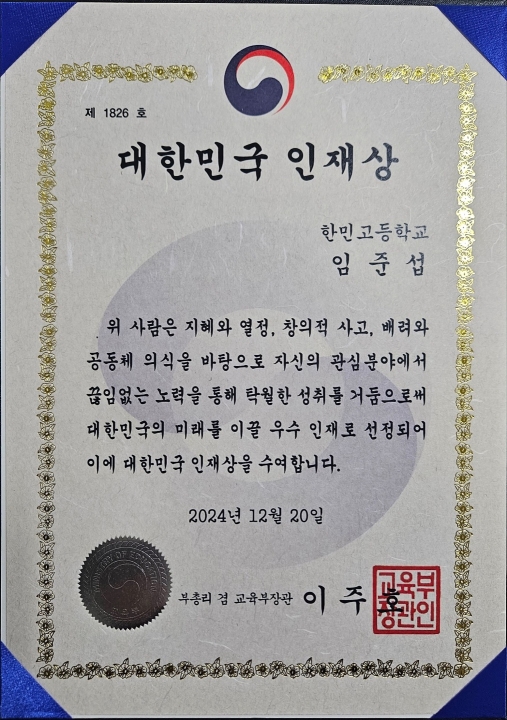 제 1826 호
대한민국 인재상
한민고등학교
임 준 섭
위 사람은 지혜와 열정, 창의적 사고, 배려와
공동체 의식을 바탕으로 자신의 관심분야에서
끊임없는 노력을 통해 탁월한 성취를 거둠으로써
대한민국의 미래를 이끌 우수 인재로 선정되어
이에 대한민국 인재상을 수여합니다.
2024년 12월 20일
부총리 겸 교육부장관 이 주 호
교육부
장관인
MINISTRY OF EDUCATION